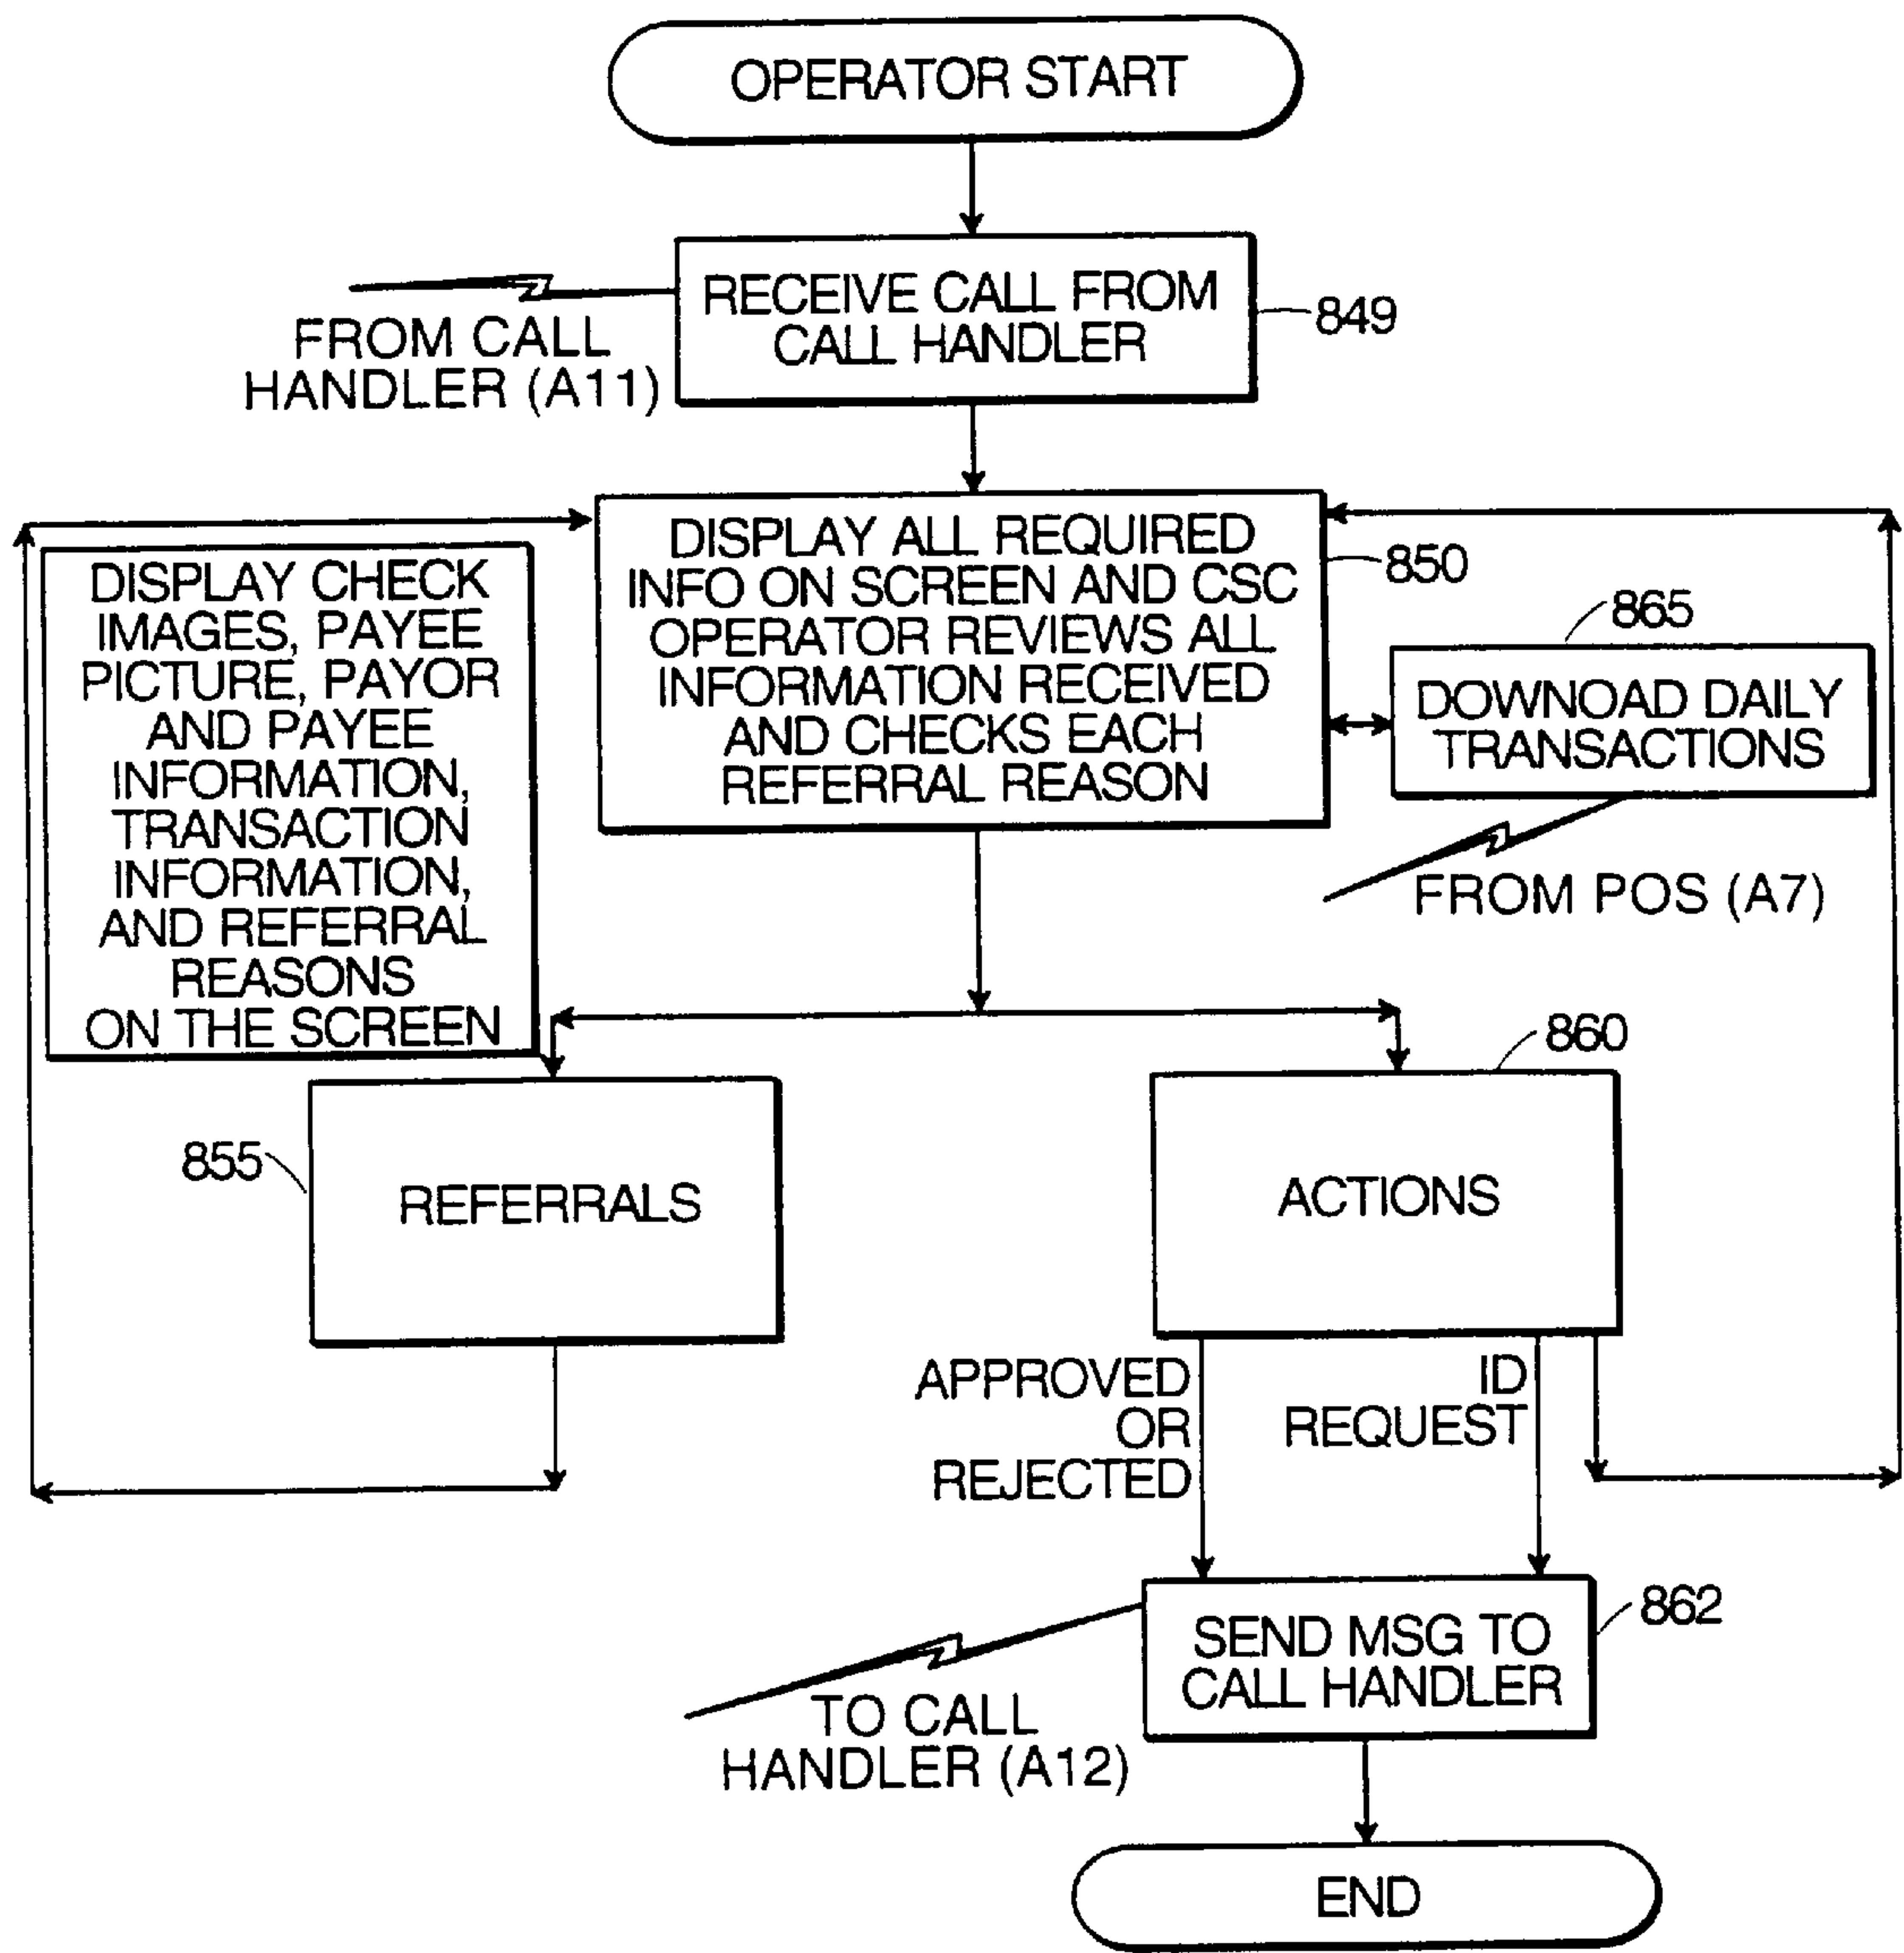 OPERATOR START
RECEIVE CALL FROM
CALL HANDLER
849
FROM CALL
HANDLER (A11)
DISPLAY ALL REQUIRED
INFO ON SCREEN AND CSC
OPERATOR REVIEWS ALL
INFORMATION RECEIVED
AND CHECKS EACH
REFERRAL REASON
850
DISPLAY CHECK
IMAGES, PAYEE
PICTURE, PAYOR
AND PAYEE
INFORMATION,
TRANSACTION
INFORMATION,
AND REFERRAL
REASONS
ON THE SCREEN
865
DOWNOAD DAILY
TRANSACTIONS
FROM POS (A7)
855
REFERRALS
860
ACTIONS
APPROVED
OR
REJECTED
ID
REQUEST
862
SEND MSG TO
CALL HANDLER
TO CALL
HANDLER (A12)
END